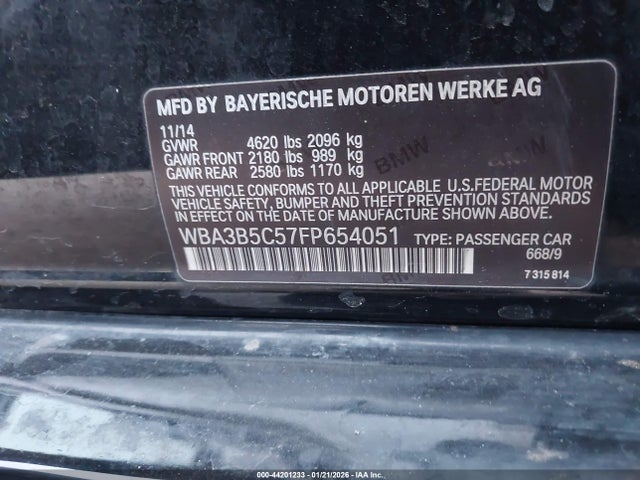 MFD BY BAYERISCHE MOTOREN WERKE AG
11/14
GVWR 4620 lbs 2096 kg
GAWR FRONT 2180 lbs 989 kg
GAWR REAR 2580 lbs 1170 kg
THIS VEHICLE CONFORMS TO ALL APPLICABLE U.S.FEDERAL MOTOR
VEHICLE SAFETY, BUMPER AND THEFT PREVENTION STANDARDS
IN EFFECT ON THE DATE OF MANUFACTURE SHOWN ABOVE.
WBA3B5C57FP654051 TYPE: PASSENGER CAR
668/9
7 315 814
000-44201233 - 01/21/2026 - IAA Inc.